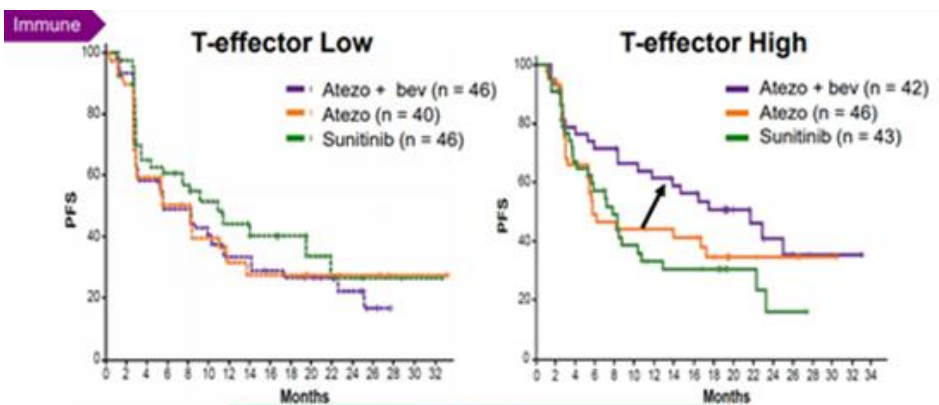 Immune
T-effector Low
Atezo + bev (n = 46)
Atezo (n = 40)
Sunitinib (n = 46)
PFS
100
80
60
40
20
0
0 2 4 6 8 10 12 14 16 18 20 22 24 26 28 30 32
Months
T-effector High
Atezo + bev (n = 42)
Atezo (n = 46)
Sunitinib (n = 43)
PFS
100
80
60
40
20
0
0 2 4 6 8 10 12 14 16 18 20 22 24 26 28 30 32 34
Months